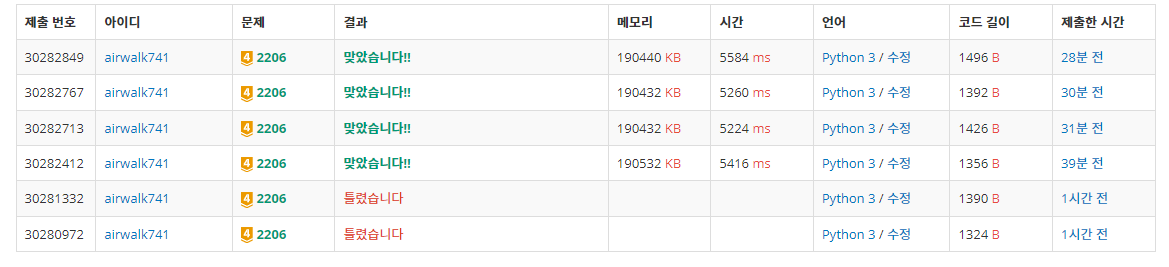 제출 번호 아이디 문제 결과 메모리 시간 언어 코드 길이 제출한 시간
30282849 airwalk741 4 2206 맞았습니다!! 190440 KB 5584 ms Python 3 / 수정 1496 B 28분 전
30282767 airwalk741 4 2206 맞았습니다!! 190432 KB 5260 ms Python 3 / 수정 1392 B 30분 전
30282713 airwalk741 4 2206 맞았습니다!! 190432 KB 5224 ms Python 3 / 수정 1426 B 31분 전
30282412 airwalk741 4 2206 맞았습니다!! 190532 KB 5416 ms Python 3 / 수정 1356 B 39분 전
30281332 airwalk741 4 2206 틀렸습니다 Python 3 / 수정 1390 B 1시간 전
30280972 airwalk741 4 2206 틀렸습니다 Python 3 / 수정 1324 B 1시간 전